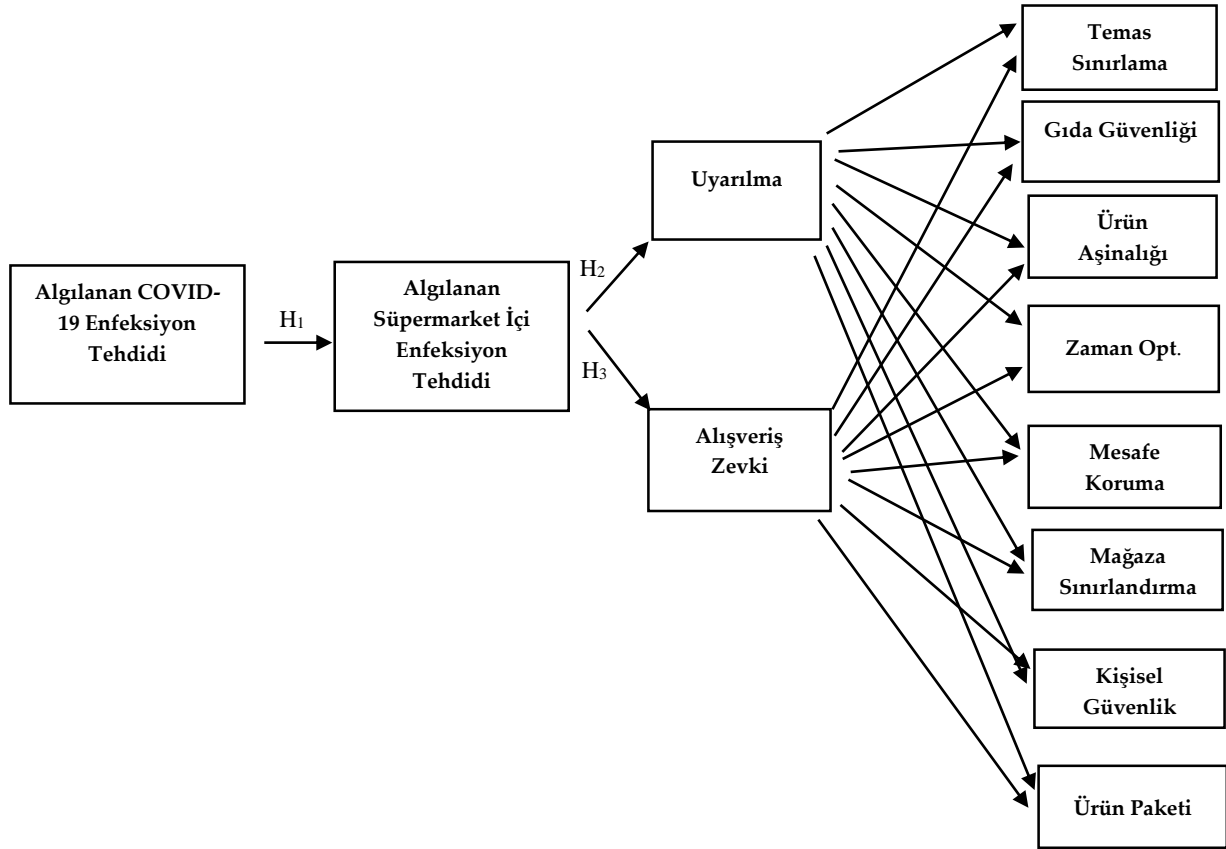 Algılanan COVID-
19 Enfeksiyon
Tehdidi
H1
Algılanan
Süpermarket İçi
Enfeksiyon
Tehdidi
H2
H3
Uyarılma
Alışveriş
Zevki
Temas
Sınırlama
Gıda Güvenliği
Ürün
Aşinalığı
Zaman Opt.
Mesafe
Koruma
Mağaza
Sınırlandırma
Kişisel
Güvenlik
Ürün Paketi